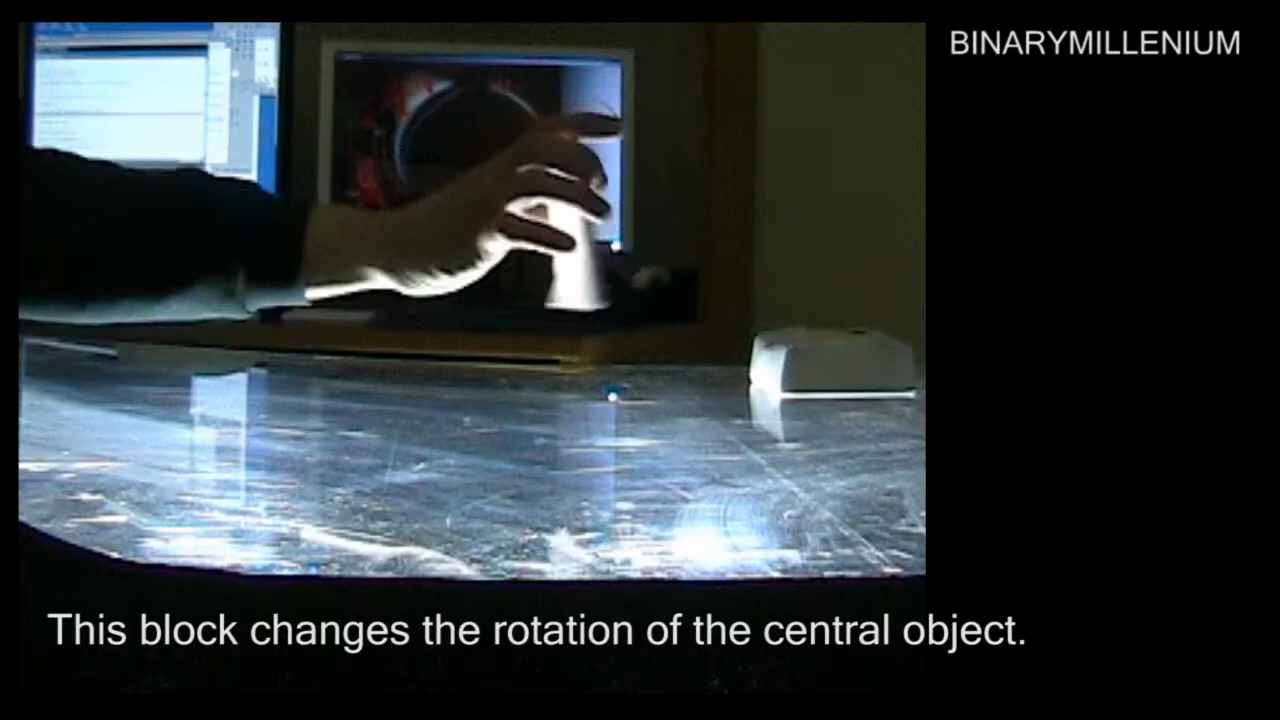 BINARYMILLENIUM
This block changes the rotation of the central object.